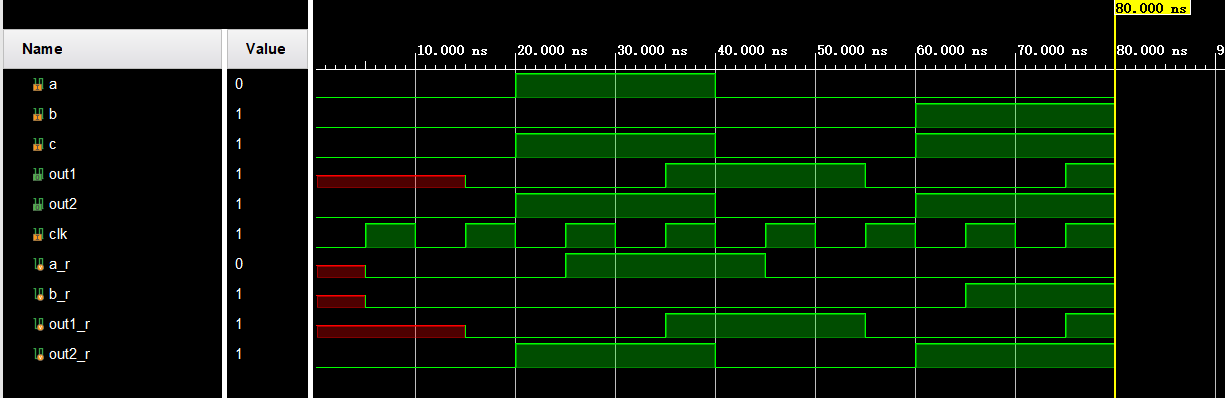 80.000 ns
Name Value
10.000 ns 20.000 ns 30.000 ns 40.000 ns 50.000 ns 60.000 ns 70.000 ns 80.000 ns 9
a 0
b 1
c 1
out1 1
out2 1
clk 1
a_r 0
b_r 1
out1_r 1
out2_r 1